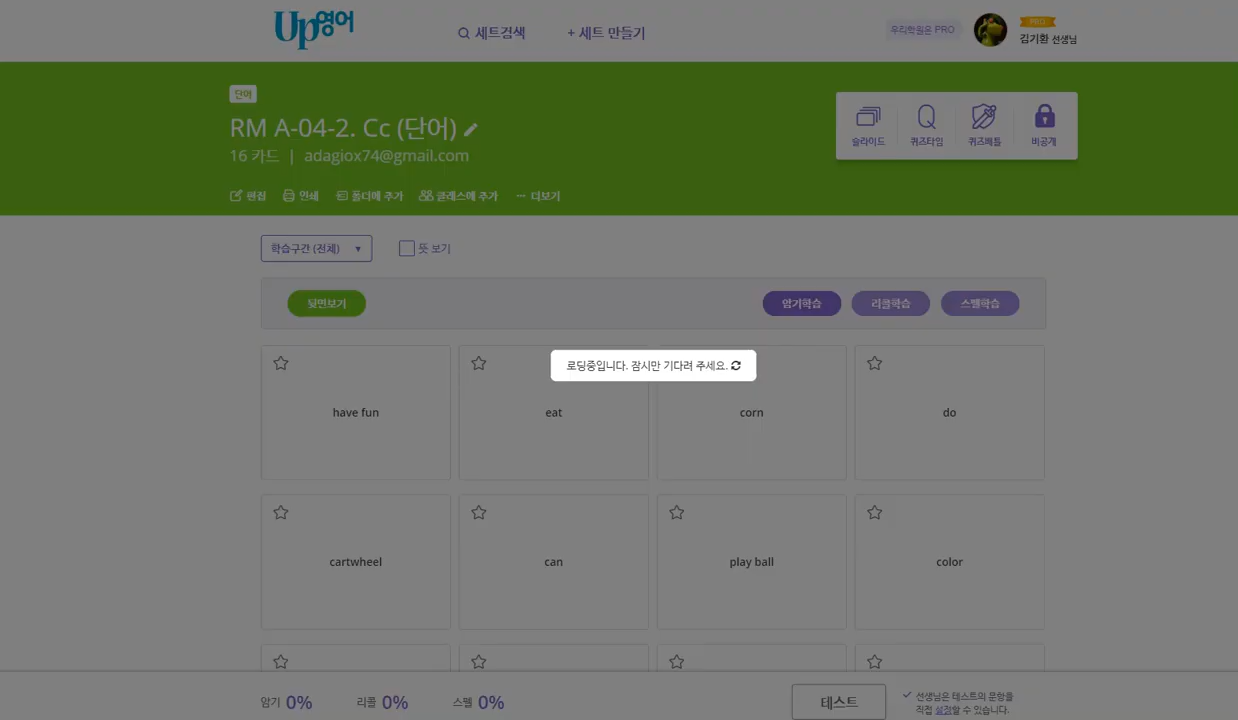 Up영어
세트검색
+ 세트 만들기
우리학원은 PRO
PRO
김기환 선생님
단어
RM A-04-2. Cc (단어)
16 카드 | adagiox74@gmail.com
편집
인쇄
폴더에 추가
클래스에 추가
더보기
슬라이드
퀴즈타임
퀴즈배틀
비공개
학습구간 (전체)
뜻 보기
뒷면보기
암기학습
리콜학습
스펠학습
로딩중입니다. 잠시만 기다려 주세요.
have fun
eat
corn
do
cartwheel
can
play ball
color
암기 0%
리콜 0%
스펠 0%
테스트
선생님은 테스트의 문항을
직접 설정할 수 있습니다.